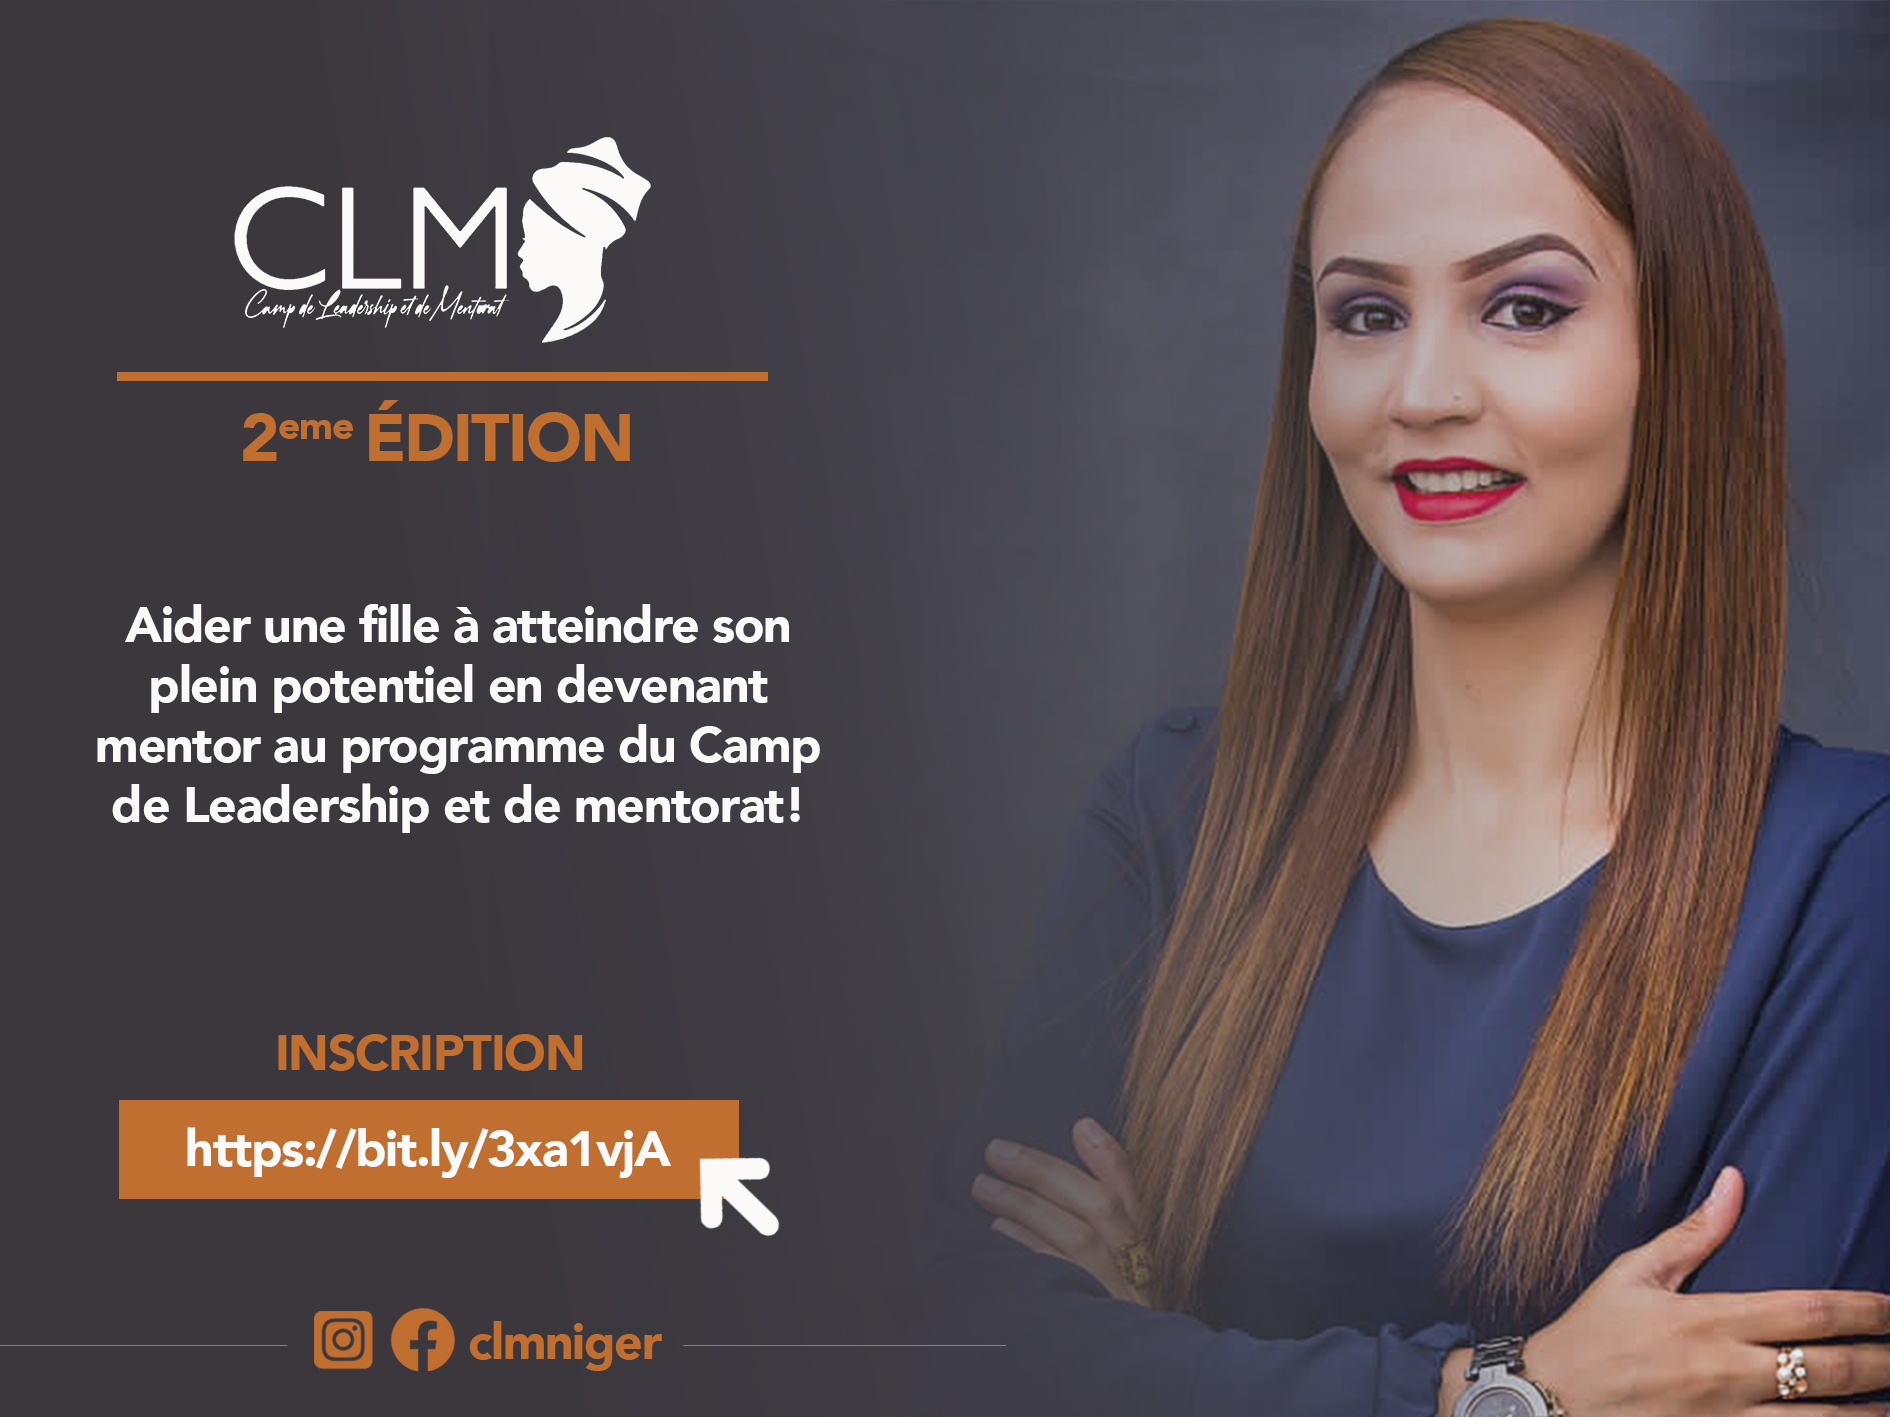 CLM
Camp de Leadership et de Mentorat
2eme ÉDITION
Aider une fille à atteindre son
plein potentiel en devenant
mentor au programme du Camp
de Leadership et de mentorat!
INSCRIPTION
https://bit.ly/3xa1vjA
clmniger